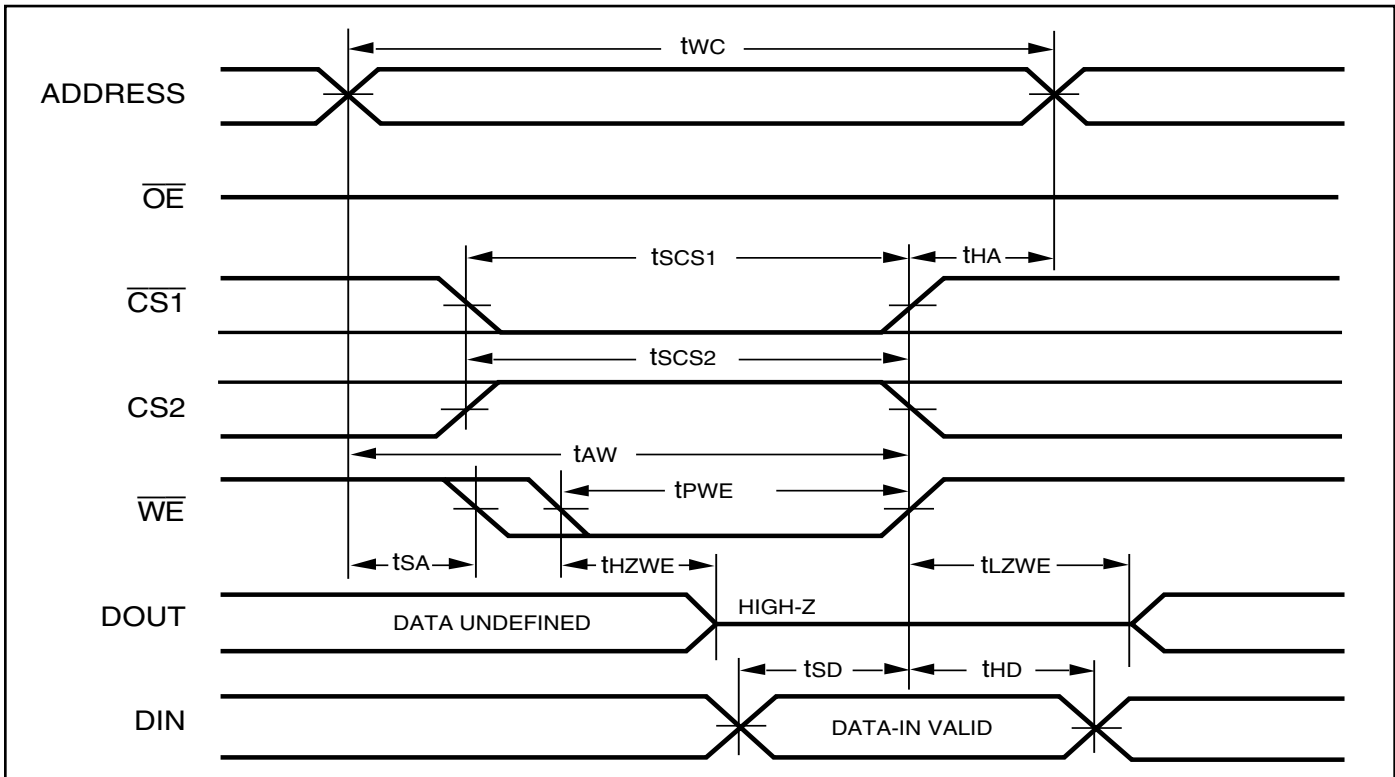 tWC
ADDRESS
OE
tSCS1
tHA
CS1
tSCS2
CS2
tAW
tPWE
WE
tSA
tHZWE
tLZWE
HIGH-Z
DOUT
DATA UNDEFINED
tSD
tHD
DIN
DATA-IN VALID